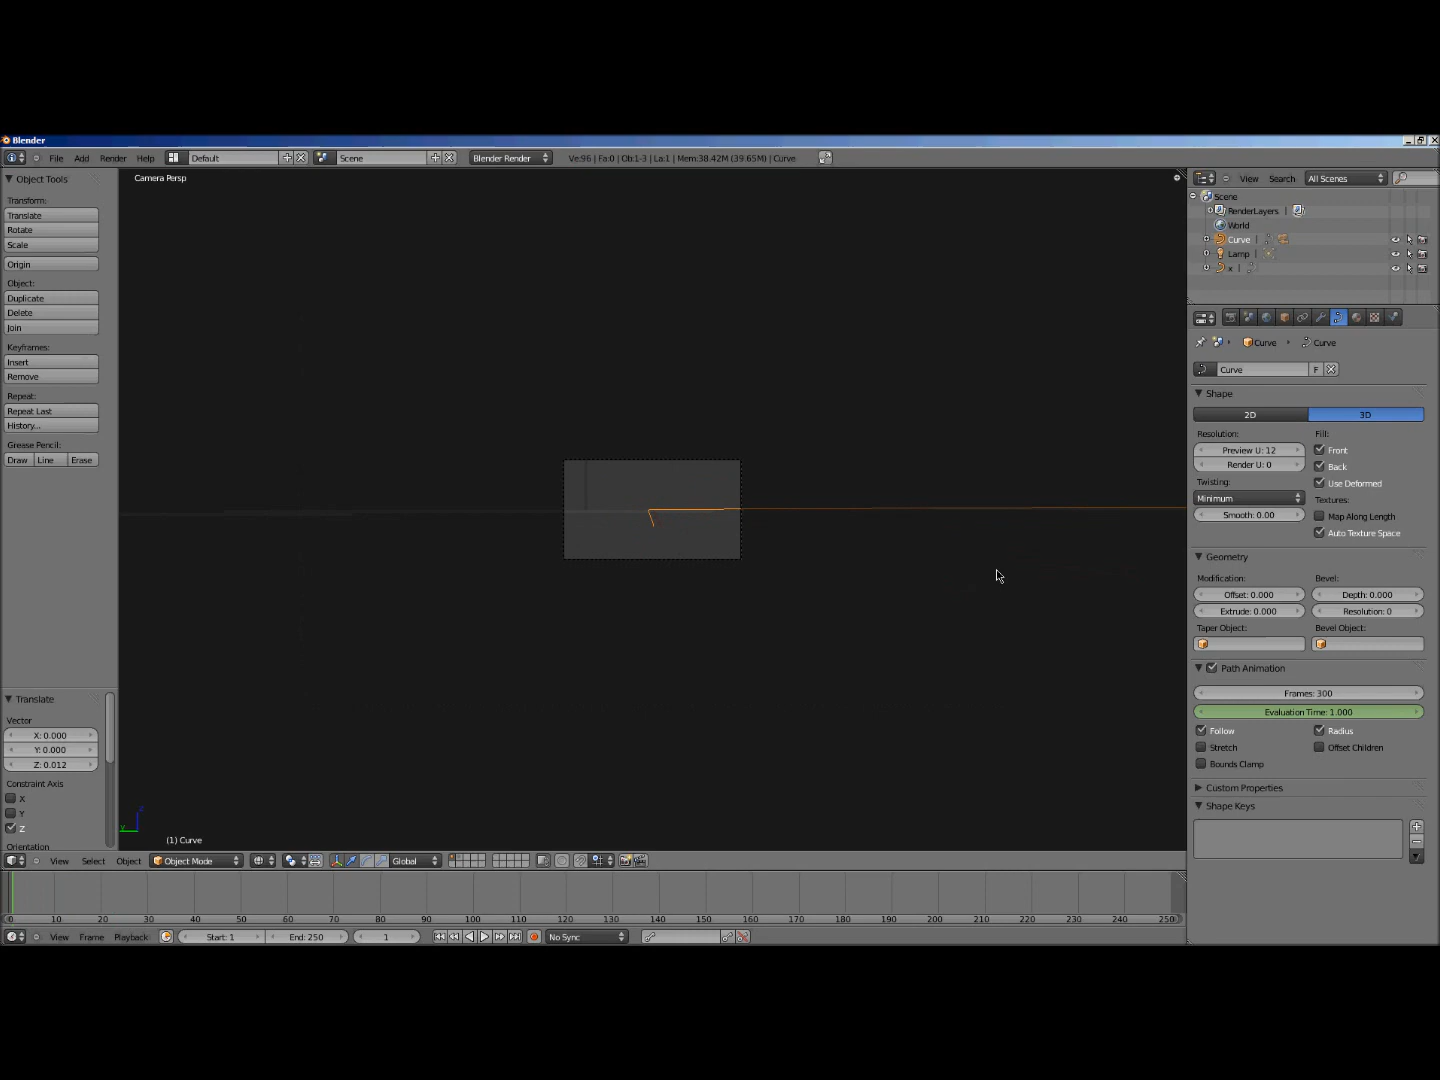 Blender
File Add Render Help Default Scene Blender Render Ve:96 | Fa:0 | Ob:1-3 | La:1 | Mem:38.42M (39.65M) | Curve
Object Tools
Transform:
Translate
Rotate
Scale
Origin
Object:
Duplicate
Delete
Join
Keyframes:
Insert
Remove
Repeat:
Repeat Last
History...
Grease Pencil:
Draw Line Erase
Translate
Vector
X: 0.000
Y: 0.000
Z: 0.012
Constraint Axis
X
Y
Z
Orientation
Camera Persp
(1) Curve
View Select Object Object Mode Global
0 10 20 30 40 50 60 70 80 90 100 110 120 130 140 150 160 170 180 190 200 210 220 230 240 250
View Frame Playback Start: 1 End: 250 1 No Sync
View Search All Scenes
Scene
RenderLayers |
World
Curve |
Lamp |
x |
Curve Curve
Curve F
Shape
2D 3D
Resolution: Fill:
Preview U: 12 Front
Render U: 0 Back
Twisting: Use Deformed
Minimum Textures:
Smooth: 0.00 Map Along Length
Auto Texture Space
Geometry
Modification: Bevel:
Offset: 0.000 Depth: 0.000
Extrude: 0.000 Resolution: 0
Taper Object: Bevel Object:
Path Animation
Frames: 300
Evaluation Time: 1.000
Follow Radius
Stretch Offset Children
Bounds Clamp
Custom Properties
Shape Keys